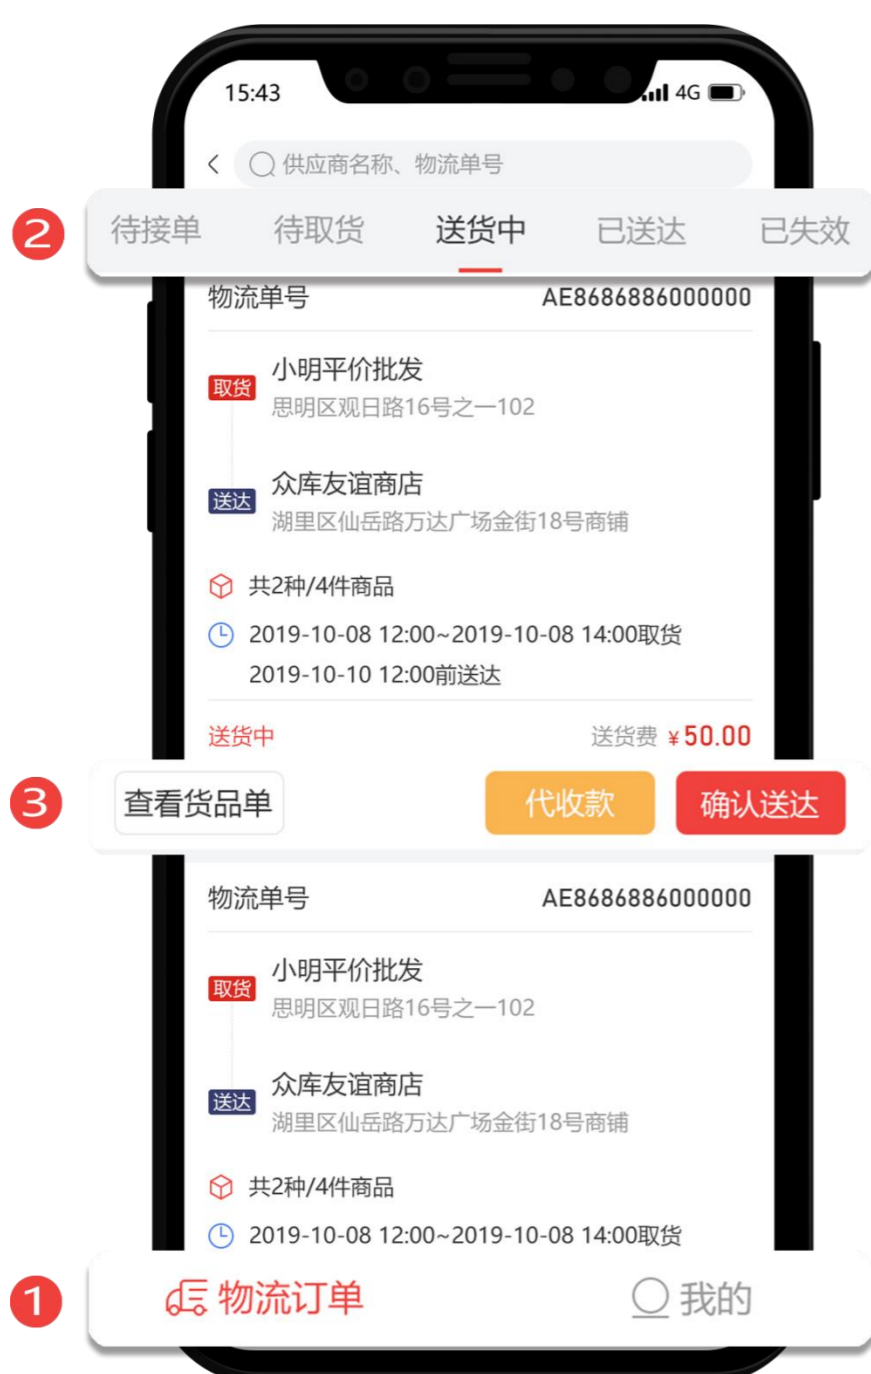 15:43
4G
供应商名称、物流单号
2
待接单 待取货 送货中 已送达 已失效
物流单号 AE8686886000000
取货 小明平价批发
思明区观日路16号之一102
送达 众库友谊商店
湖里区仙岳路万达广场金街18号商铺
共2种/4件商品
2019-10-08 12:00~2019-10-08 14:00取货
2019-10-10 12:00前送达
送货中 送货费 ¥50.00
3
查看货品单 代收款 确认送达
物流单号 AE8686886000000
取货 小明平价批发
思明区观日路16号之一102
送达 众库友谊商店
湖里区仙岳路万达广场金街18号商铺
共2种/4件商品
2019-10-08 12:00~2019-10-08 14:00取货
1
物流订单 我的